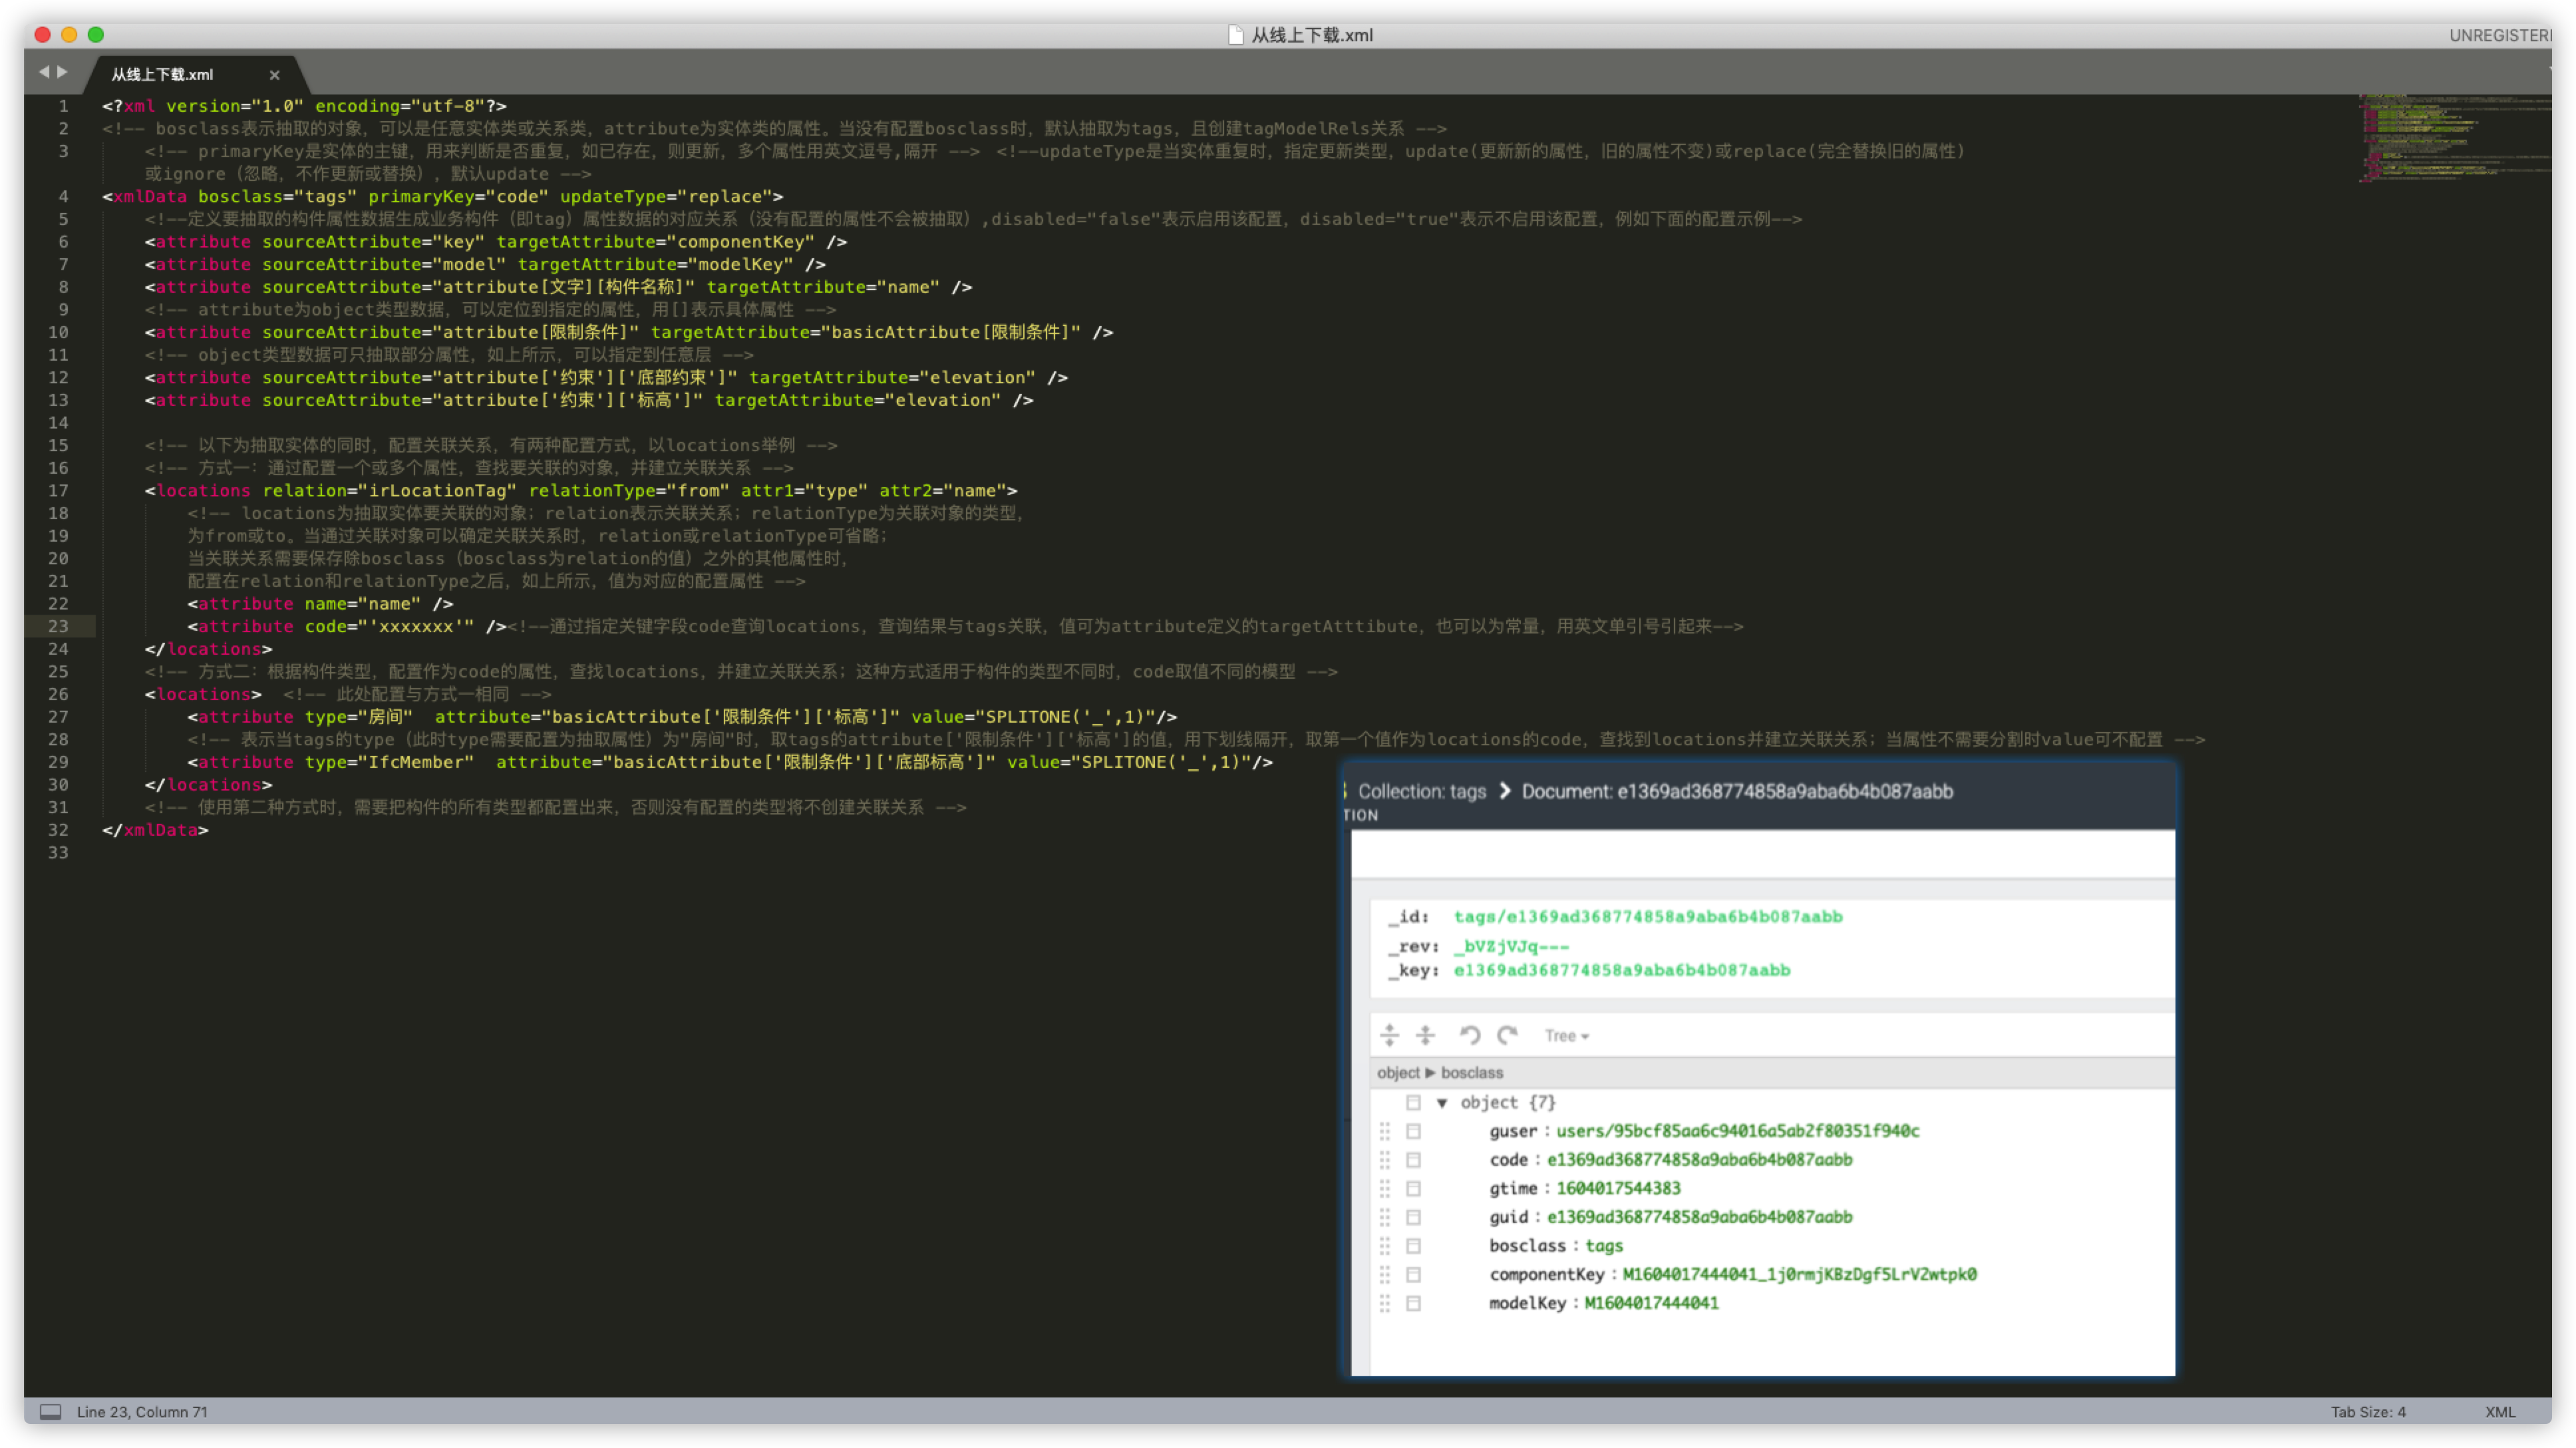 从线上下载.xml
UNREGISTER
从线上下载.xml ×
1 <?xml version="1.0" encoding="utf-8"?>
2 <!-- bosclass表示抽取的对象，可以是任意实体类或关系类，attribute为实体类的属性。当没有配置bosclass时，默认抽取为tags，且创建tagModelRels关系 -->
3 <!-- primaryKey是实体的主键，用来判断是否重复，如已存在，则更新，多个属性用英文逗号,隔开 --> <!--updateType是当实体重复时，指定更新类型，update(更新新的属性，旧的属性不变)或replace(完全替换旧的属性)
或ignore（忽略，不作更新或替换），默认update -->
4 <xmlData bosclass="tags" primaryKey="code" updateType="replace">
5 <!--定义要抽取的构件属性数据生成业务构件（即tag）属性数据的对应关系（没有配置的属性不会被抽取）,disabled="false"表示启用该配置，disabled="true"表示不启用该配置，例如下面的配置示例-->
6 <attribute sourceAttribute="key" targetAttribute="componentKey" />
7 <attribute sourceAttribute="model" targetAttribute="modelKey" />
8 <attribute sourceAttribute="attribute[文字][构件名称]" targetAttribute="name" />
9 <!-- attribute为object类型数据，可以定位到指定的属性，用[]表示具体属性 -->
10 <attribute sourceAttribute="attribute[限制条件]" targetAttribute="basicAttribute[限制条件]" />
11 <!-- object类型数据可只抽取部分属性，如上所示，可以指定到任意层 -->
12 <attribute sourceAttribute="attribute['约束']['底部约束']" targetAttribute="elevation" />
13 <attribute sourceAttribute="attribute['约束']['标高']" targetAttribute="elevation" />
14
15 <!-- 以下为抽取实体的同时，配置关联关系，有两种配置方式，以locations举例 -->
16 <!-- 方式一：通过配置一个或多个属性，查找要关联的对象，并建立关联关系 -->
17 <locations relation="irLocationTag" relationType="from" attr1="type" attr2="name">
18 <!-- locations为抽取实体要关联的对象；relation表示关联关系；relationType为关联对象的类型，
19 为from或to。当通过关联对象可以确定关联关系时，relation或relationType可省略；
20 当关联关系需要保存除bosclass（bosclass为relation的值）之外的其他属性时，
21 配置在relation和relationType之后，如上所示，值为对应的配置属性 -->
22 <attribute name="name" />
23 <attribute code="'xxxxxxx'" /><!--通过指定关键字段code查询locations，查询结果与tags关联，值可为attribute定义的targetAtttibute，也可以为常量，用英文单引号引起来-->
24 </locations>
25 <!-- 方式二：根据构件类型，配置作为code的属性，查找locations，并建立关联关系；这种方式适用于构件的类型不同时，code取值不同的模型 -->
26 <locations> <!-- 此处配置与方式一相同 -->
27 <attribute type="房间" attribute="basicAttribute['限制条件']['标高']" value="SPLITONE('_',1)"/>
28 <!-- 表示当tags的type（此时type需要配置为抽取属性）为"房间"时，取tags的attribute['限制条件']['标高']的值，用下划线隔开，取第一个值作为locations的code，查找到locations并建立关联关系；当属性不需要分割时value可不配置 -->
29 <attribute type="IfcMember" attribute="basicAttribute['限制条件']['底部标高']" value="SPLITONE('_',1)"/>
30 </locations>
31 <!-- 使用第二种方式时，需要把构件的所有类型都配置出来，否则没有配置的类型将不创建关联关系 -->
32 </xmlData>
33
Collection: tags > Document: e1369ad368774858a9aba6b4b087aabb
TION
_id: tags/e1369ad368774858a9aba6b4b087aabb
_rev: _bVZjVJq---
_key: e1369ad368774858a9aba6b4b087aabb
Tree
object ► bosclass
▼ object {7}
guser : users/95bcf85aa6c94016a5ab2f80351f940c
code : e1369ad368774858a9aba6b4b087aabb
gtime : 1604017544383
guid : e1369ad368774858a9aba6b4b087aabb
bosclass : tags
componentKey : M1604017444041_1j0rmjKBzDgf5LrV2wtpk0
modelKey : M1604017444041
Line 23, Column 71
Tab Size: 4
XML